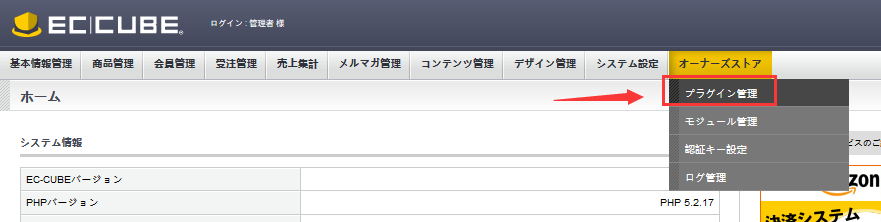 EC CUBE®
ログイン : 管理者 様
基本情報管理 商品管理 会員管理 受注管理 売上集計 メルマガ管理 コンテンツ管理 デザイン管理 システム設定 オーナーズストア
ホーム
プラグイン管理
モジュール管理
認証キー設定
ログ管理
システム情報
ビスのご
EC-CUBEバージョン
PHPバージョン
PHP 5.2.17
zon
決済システム